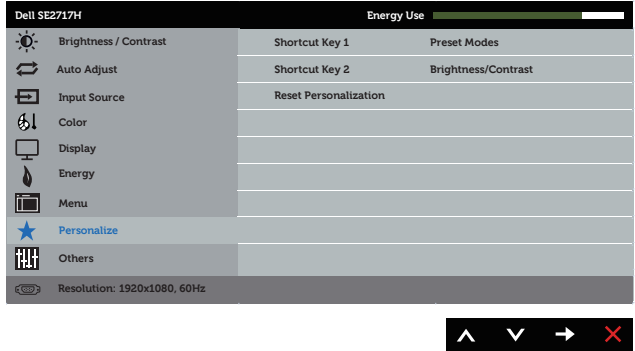 Dell SE2717H Energy Use
Brightness / Contrast Shortcut Key 1 Preset Modes
Auto Adjust Shortcut Key 2 Brightness/Contrast
Input Source Reset Personalization
Color
Display
Energy
Menu
Personalize
Others
Resolution: 1920x1080, 60Hz